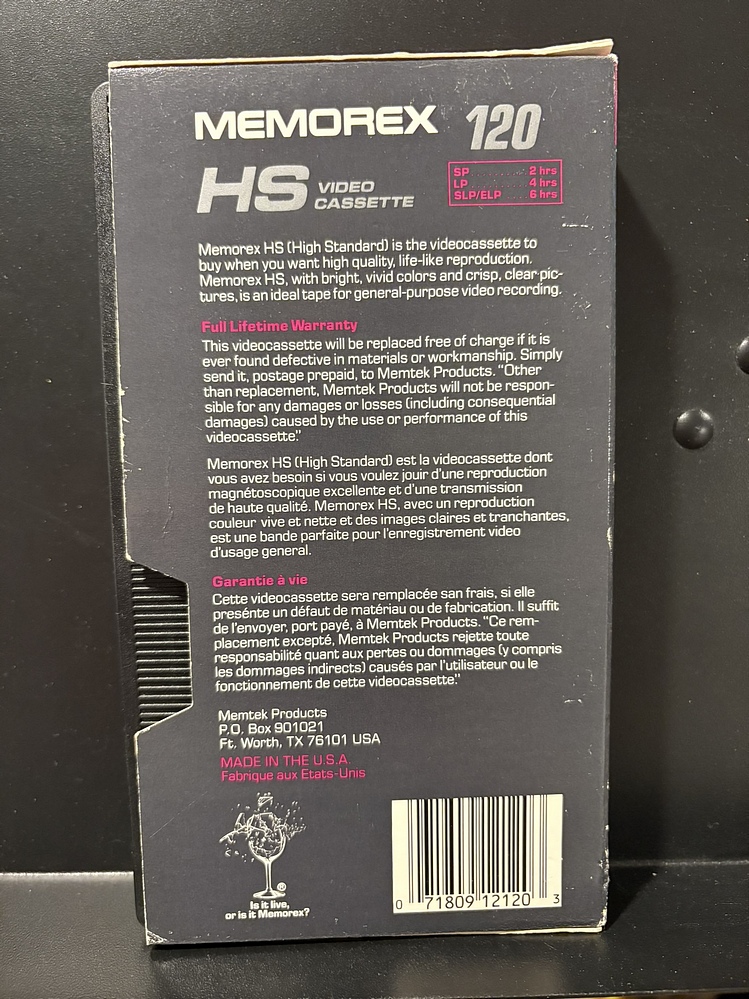 MEMOREX 120
HS VIDEO
CASSETTE
SP ........ 2 hrs
LP ........ 4 hrs
SLP/ELP .... 6 hrs
Memorex HS (High Standard) is the videocassette to
buy when you want high quality, life-like reproduction.
Memorex HS, with bright, vivid colors and crisp, clear pic-
tures, is an ideal tape for general-purpose video recording.
Full Lifetime Warranty
This videocassette will be replaced free of charge if it is
ever found defective in materials or workmanship. Simply
send it, postage prepaid, to Memtek Products. "Other
than replacement, Memtek Products will not be respon-
sible for any damages or losses (including consequential
damages) caused by the use or performance of this
videocassette."
Memorex HS (High Standard) est la videocassette dont
vous avez besoin si vous voulez jouir d'une reproduction
magnétoscopique excellente et d'une transmission
de haute qualité. Memorex HS, avec un reproduction
couleur vive et nette et des images claires et tranchantes,
est une bande parfaite pour l'enregistrement video
d'usage general.
Garantie à vie
Cette videocassette sera remplacée san frais, si elle
presénte un défaut de matériau ou de fabrication. Il suffit
de l'envoyer, port payé, à Memtek Products. "Ce rem-
placement excepté, Memtek Products rejette toute
responsabilité quant aux pertes ou dommages (y compris
les dommages indirects) causés par l'utilisateur ou le
fonctionnement de cette videocassette."
Memtek Products
P.O. Box 901021
Ft. Worth, TX 76101 USA
MADE IN THE U.S.A.
Fabrique aux Etats-Unis
®
Is it live,
or is it Memorex?
0 71809 12120 3